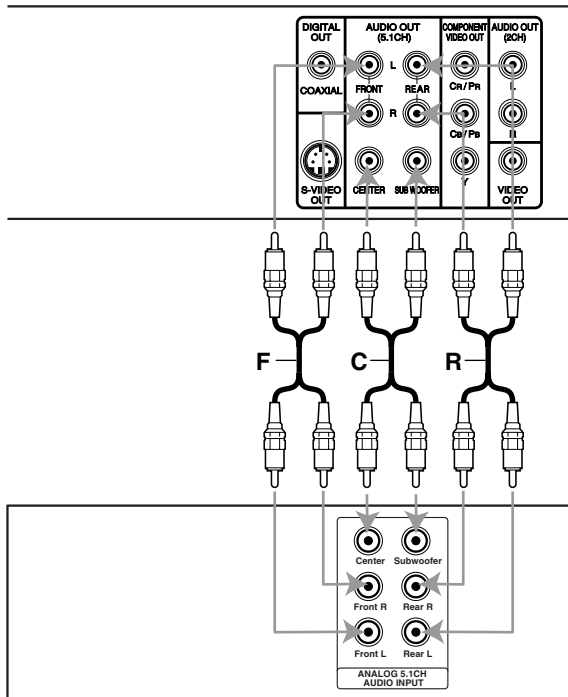 DIGITAL OUT
AUDIO OUT (5.1CH)
COMPONENT VIDEO OUT
AUDIO OUT (2CH)
COAXIAL
FRONT
L
REAR
CR / PR
L
R
CB / PB
R
S-VIDEO OUT
CENTER
SUB WOOFER
Y
VIDEO OUT
F
C
R
Center
Subwoofer
Front R
Rear R
Front L
Rear L
ANALOG 5.1CH
AUDIO INPUT